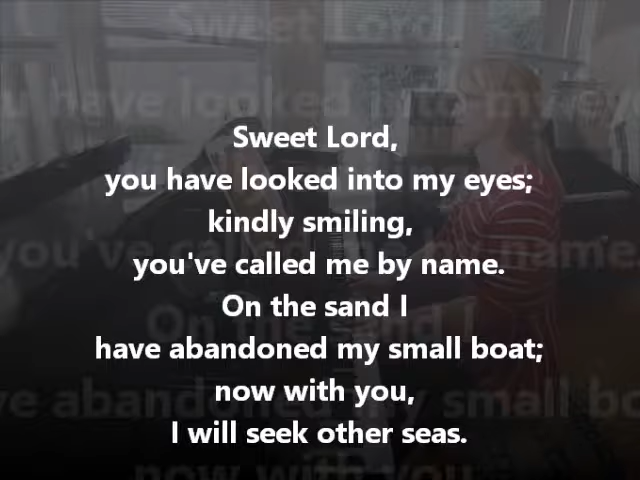 Sweet Lord,
you have looked into my eyes;
kindly smiling,
you've called me by name.
On the sand I
have abandoned my small boat;
now with you,
I will seek other seas.